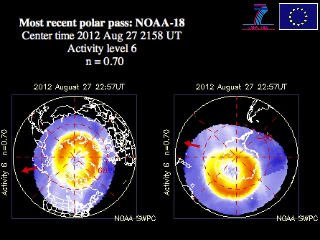 Most recent polar pass: NOAA-18
Center time 2012 Aug 27 2158 UT
Activity level 6
n = 0.70
2012 August 27 22:57UT
2012 August 27 22:57UT
Activity 6 n=0.70
Activity 6 n=0.70
NOAA SWPC
NOAA SWPC